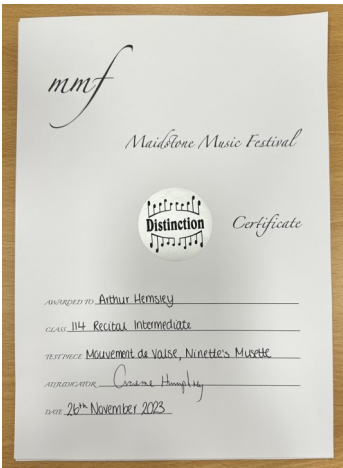 mmf
Maidstone Music Festival
Distinction
Certificate
AWARDED TO Arthur Hemsley
CLASS 114 Recital Intermediate
TEST PIECE Mouvement de Valse, Ninette's Musette
ADJUDICATOR
DATE 26th November 2023